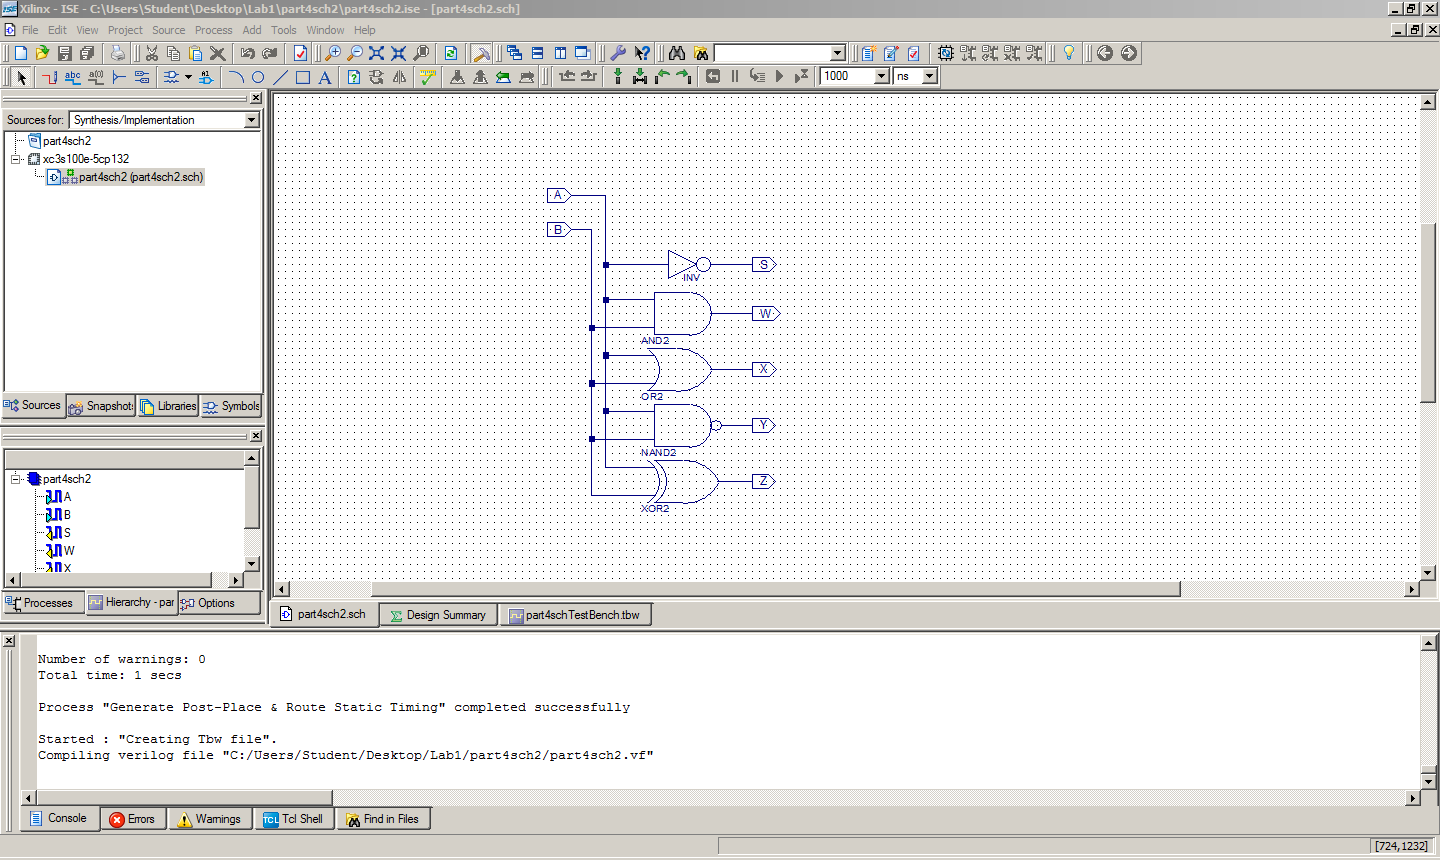 Xilinx - ISE - C:\Users\Student\Desktop\Lab1\part4sch2\part4sch2.ise - [part4sch2.sch]
File Edit View Project Source Process Add Tools Window Help
1000 ns
Sources for: Synthesis/Implementation
part4sch2
xc3s100e-5cp132
part4sch2 (part4sch2.sch)
Sources Snapshots Libraries Symbols
part4sch2
A
B
S
W
X
Processes Hierarchy - par Options
A
B
INV
S
W
AND2
X
OR2
Y
NAND2
Z
XOR2
part4sch2.sch Design Summary part4schTestBench.tbw
Number of warnings: 0
Total time: 1 secs
Process "Generate Post-Place & Route Static Timing" completed successfully
Started : "Creating Tbw file".
Compiling verilog file "C:/Users/Student/Desktop/Lab1/part4sch2/part4sch2.vf"
Console Errors Warnings TCL Tcl Shell Find in Files
[724,1232]